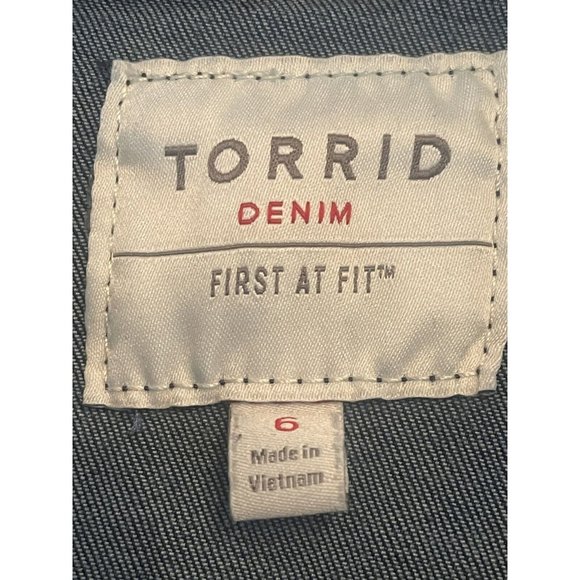 TORRID
DENIM
FIRST AT FIT™
6
Made in
Vietnam